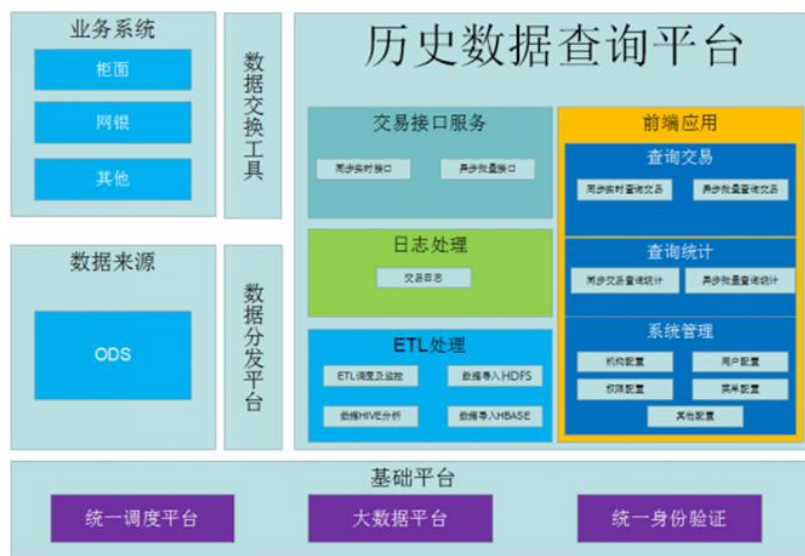 业务系统
柜面
网银
其他
数据交换工具
数据来源
ODS
数据分发平台
历史数据查询平台
交易接口服务
同步实时接口
异步批量接口
日志处理
交易日志
ETL处理
ETL调度及监控
数据导入HDFS
数据HIVE分析
数据导入HBASE
前端应用
查询交易
同步实时查询交易
异步批量查询交易
查询统计
同步交易查询统计
异步批量查询统计
系统管理
机构配置
用户配置
权限配置
菜单配置
其他配置
基础平台
统一调度平台
大数据平台
统一身份验证